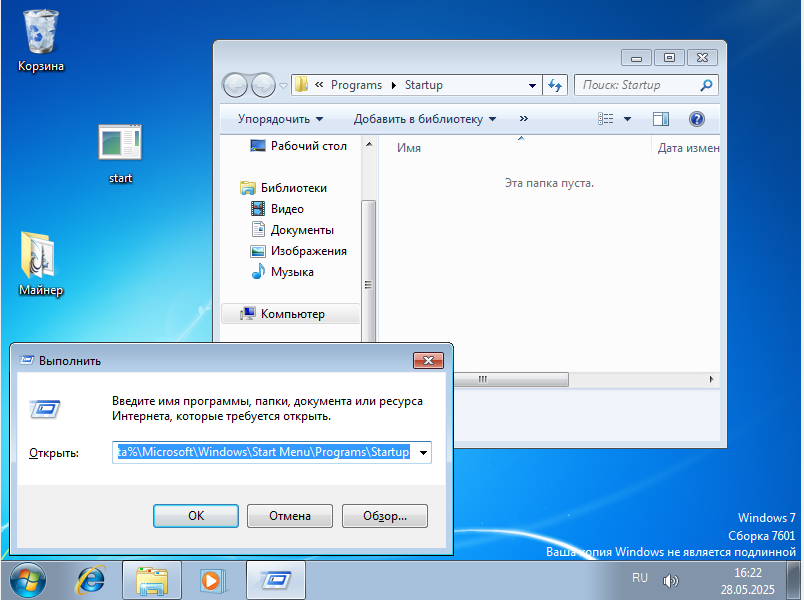 Корзина
start
Майнер
« Programs Startup
Поиск: Startup
Упорядочить Добавить в библиотеку »
Рабочий стол
Библиотеки
Видео
Документы
Изображения
Музыка
Компьютер
Имя Дата измен
Эта папка пуста.
Выполнить
Введите имя программы, папки, документа или ресурса
Интернета, которые требуется открыть.
Открыть: ta%\Microsoft\Windows\Start Menu\Programs\Startup
ОК Отмена Обзор...
Windows 7
Сборка 7601
Ваша копия Windows не является подлинной
RU
16:22
28.05.2025